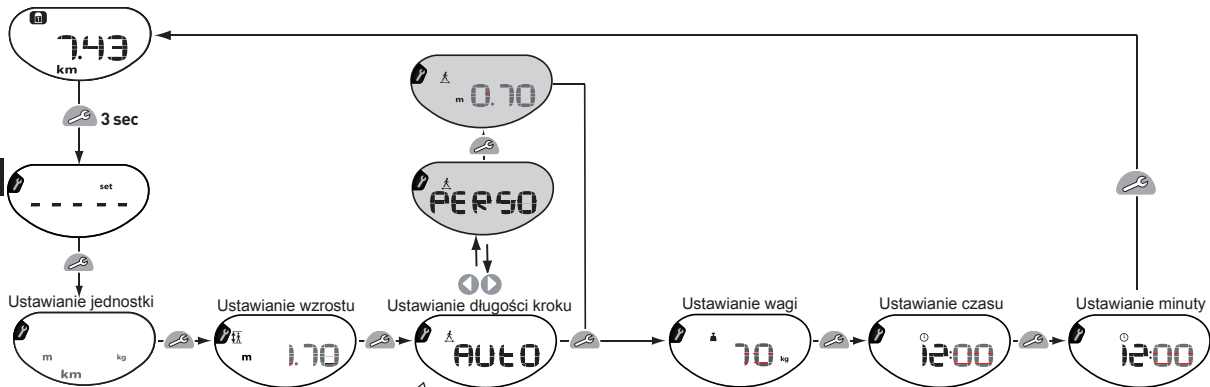 7.43
km
3 sec
set
- - - - -
0.70
m
PERSO
Ustawianie jednostki
m kg
km
Ustawianie wzrostu
m 1.70
Ustawianie długości kroku
AUTO
Ustawianie wagi
70 kg
Ustawianie czasu
12:00
Ustawianie minuty
12:00